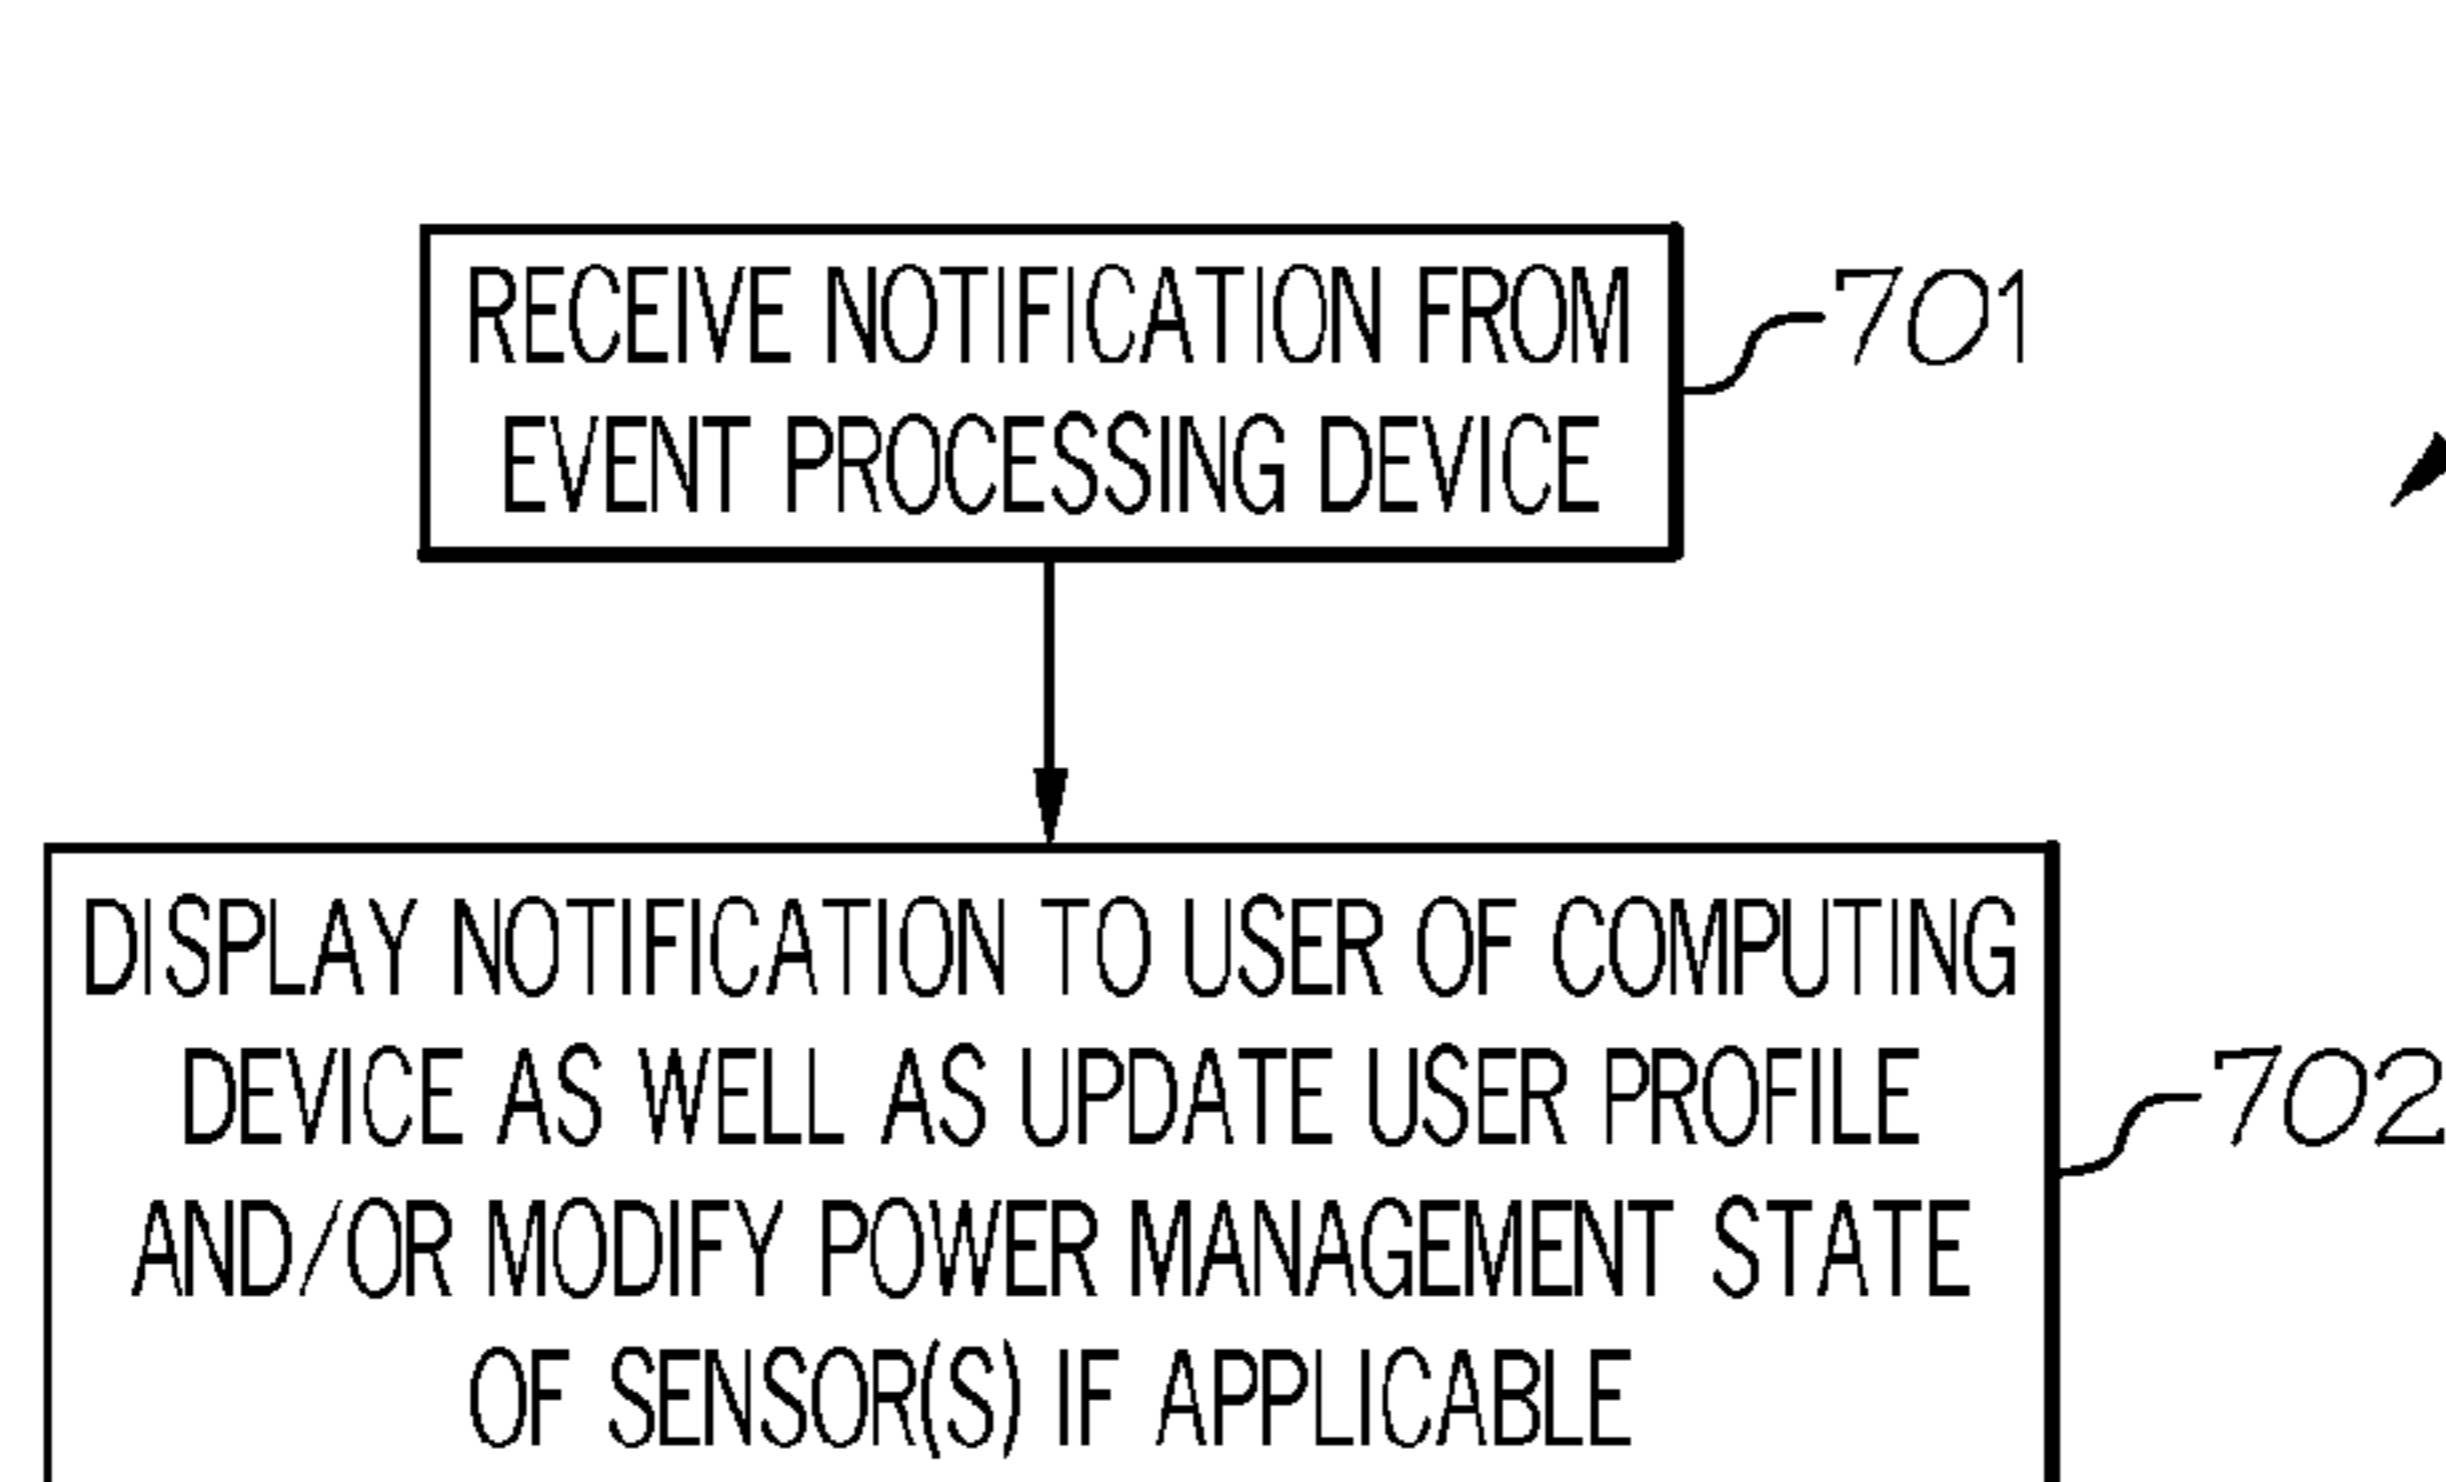 RECEIVE NOTIFICATION FROM
EVENT PROCESSING DEVICE
701
DISPLAY NOTIFICATION TO USER OF COMPUTING
DEVICE AS WELL AS UPDATE USER PROFILE
AND/OR MODIFY POWER MANAGEMENT STATE
OF SENSOR(S) IF APPLICABLE
702